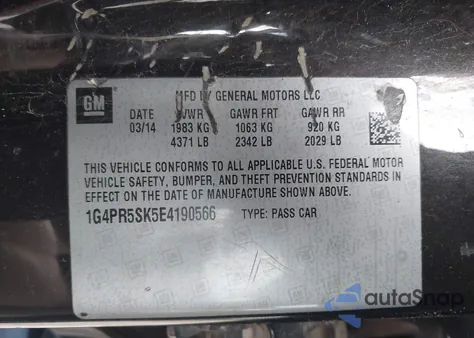 GM
MFD BY GENERAL MOTORS LLC
DATE GVWR GAWR FRT GAWR RR
03/14 1983 KG 1063 KG 920 KG
4371 LB 2342 LB 2029 LB
THIS VEHICLE CONFORMS TO ALL APPLICABLE U.S. FEDERAL MOTOR
VEHICLE SAFETY, BUMPER, AND THEFT PREVENTION STANDARDS IN
EFFECT ON THE DATE OF MANUFACTURE SHOWN ABOVE.
1G4PR5SK5E4190566 TYPE: PASS CAR
autoSnap